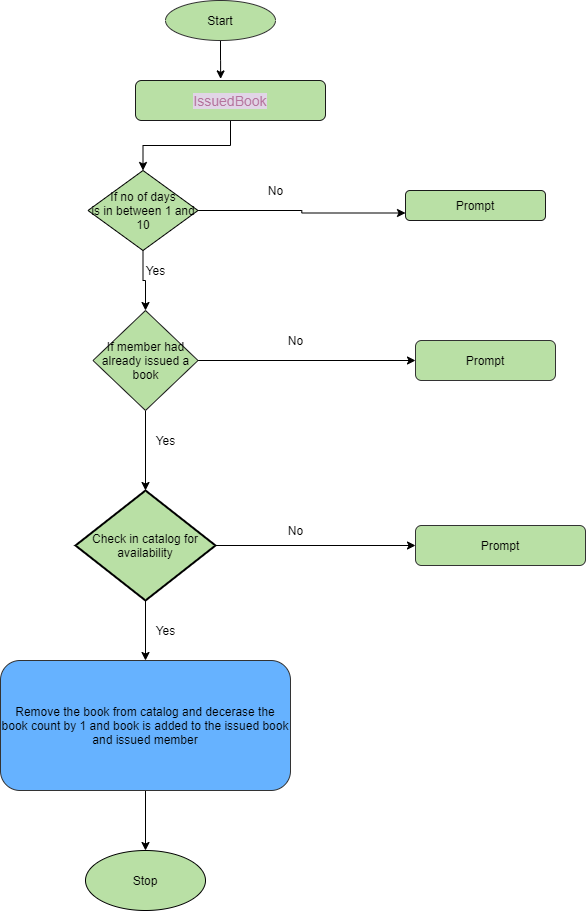 Start
IssuedBook
If no of days
is in between 1 and
10
No
Prompt
Yes
If member had
already issued a
book
No
Prompt
Yes
Check in catalog for
availability
No
Prompt
Yes
Remove the book from catalog and decerase the
book count by 1 and book is added to the issued book
and issued member
Stop